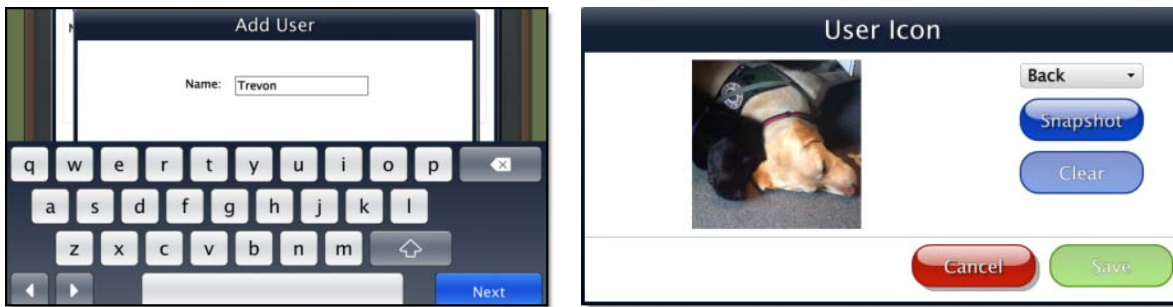 Add User
Name: Trevon
q w e r t y u i o p
a s d f g h j k l
z x c v b n m
Next
User Icon
Back
Snapshot
Clear
Cancel Save